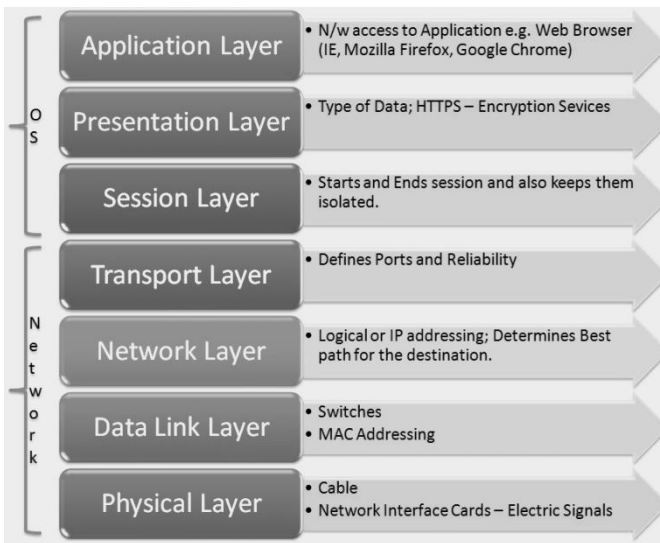 OS
Application Layer
• N/w access to Application e.g. Web Browser
(IE, Mozilla Firefox, Google Chrome)
Presentation Layer
• Type of Data; HTTPS – Encryption Sevices
Session Layer
• Starts and Ends session and also keeps them
isolated.
Network
Transport Layer
• Defines Ports and Reliability
Network Layer
• Logical or IP addressing; Determines Best
path for the destination.
Data Link Layer
• Switches
• MAC Addressing
Physical Layer
• Cable
• Network Interface Cards – Electric Signals